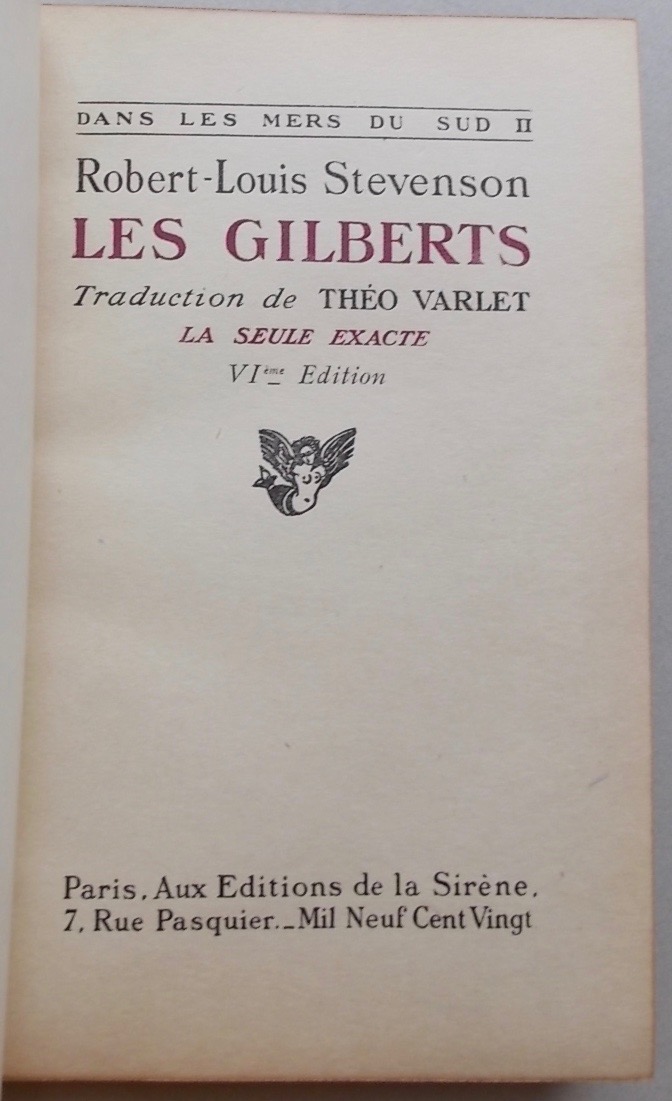 DANS LES MERS DU SUD II
Robert-Louis Stevenson
LES GILBERTS
Traduction de THÉO VARLET
LA SEULE EXACTE
VIème Edition
Paris, Aux Editions de la Sirène,
7, Rue Pasquier._Mil Neuf Cent Vingt